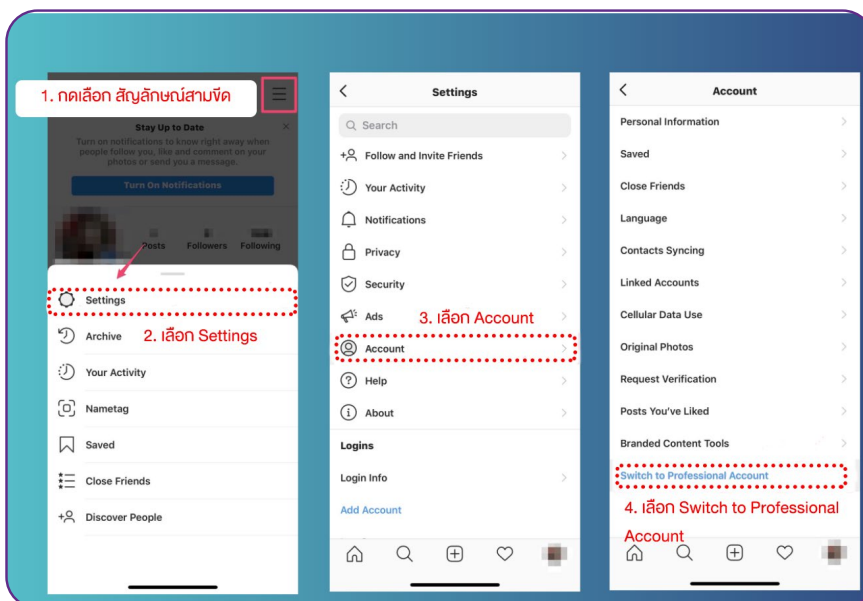 1. กดเลือก สัญลักษณ์สามขีด
Stay Up to Date
Turn on notifications to know right away when
people follow you, like and comment on your
photos or send you a message.
Turn On Notifications
Posts Followers Following
Settings
2. เลือก Settings
Archive
Your Activity
Nametag
Saved
Close Friends
Discover People
Settings
Search
Follow and Invite Friends
Your Activity
Notifications
Privacy
Security
Ads
3. เลือก Account
Account
Help
About
Logins
Login Info
Add Account
Account
Personal Information
Saved
Close Friends
Language
Contacts Syncing
Linked Accounts
Cellular Data Use
Original Photos
Request Verification
Posts You've Liked
Branded Content Tools
Switch to Professional Account
4. เลือก Switch to Professional
Account